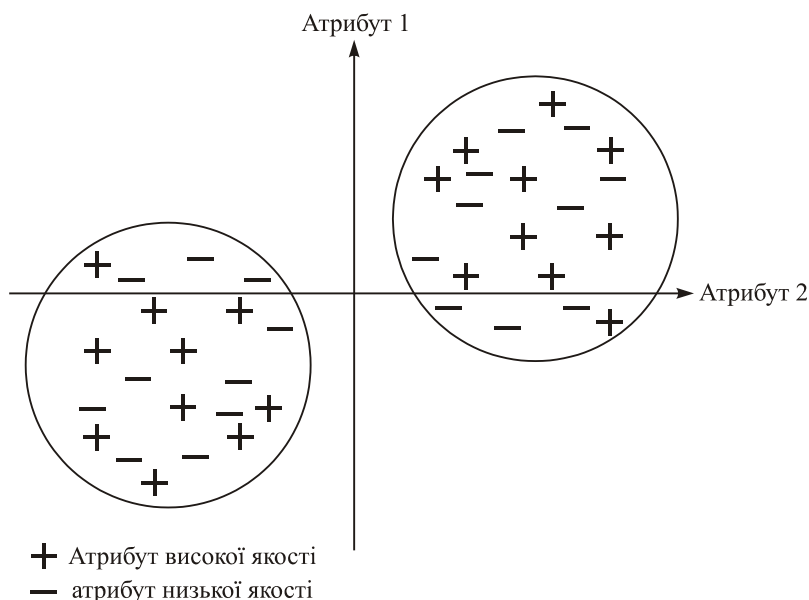 Атрибут 1
Атрибут 2
Атрибут високої якості
атрибут низької якості